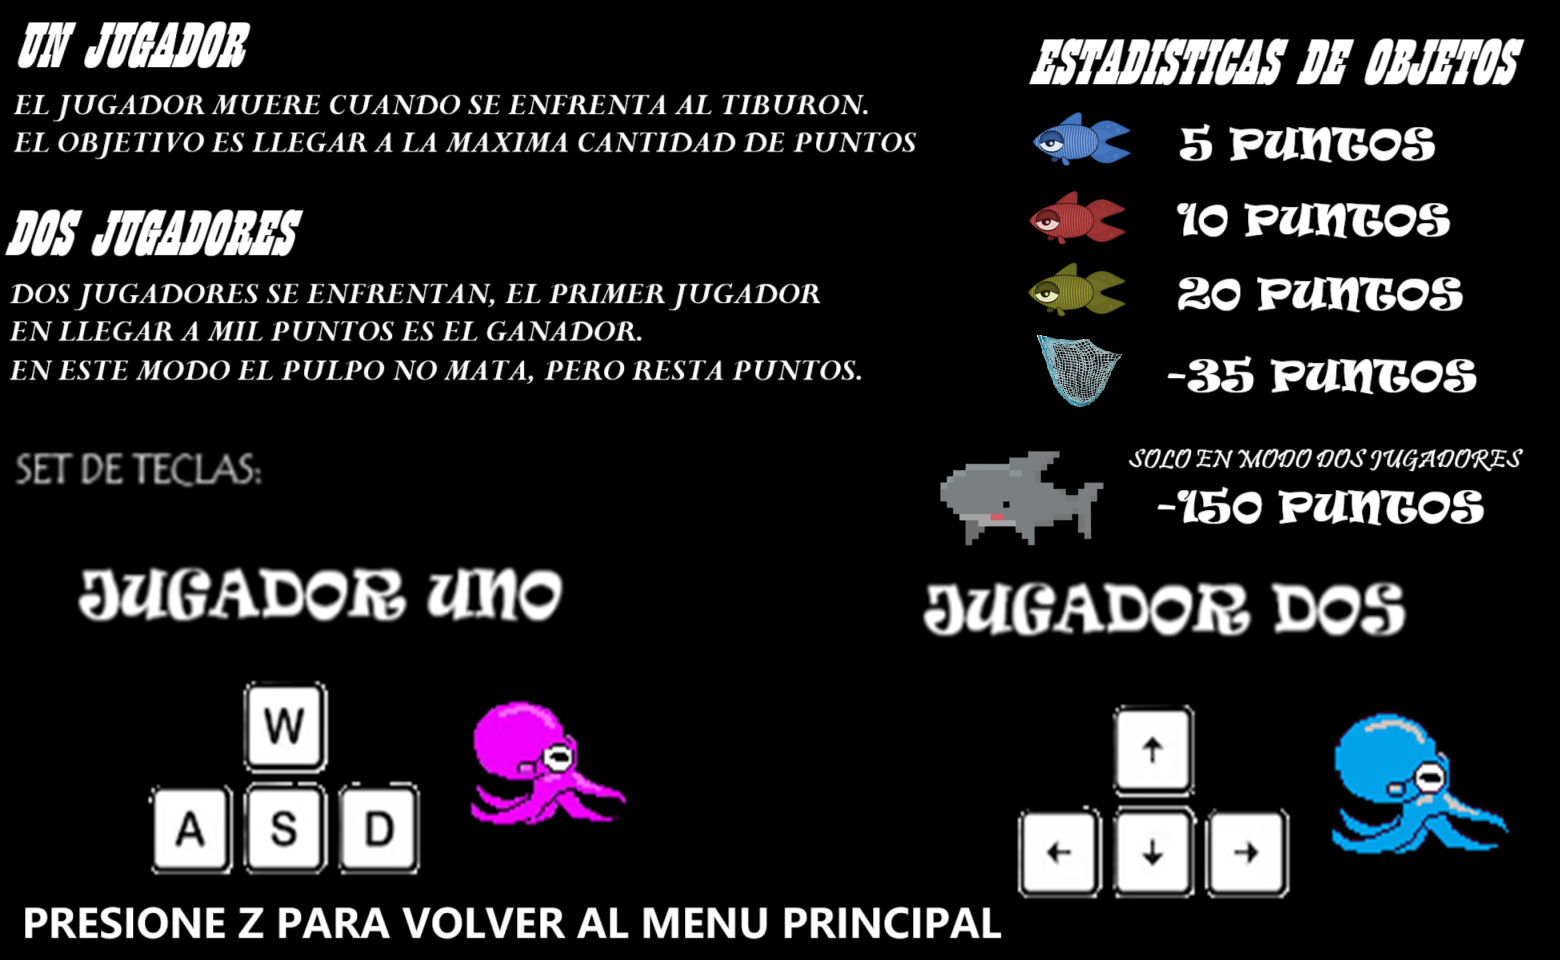 UN JUGADOR
EL JUGADOR MUERE CUANDO SE ENFRENTA AL TIBURON.
EL OBJETIVO ES LLEGAR A LA MAXIMA CANTIDAD DE PUNTOS
DOS JUGADORES
DOS JUGADORES SE ENFRENTAN, EL PRIMER JUGADOR
EN LLEGAR A MIL PUNTOS ES EL GANADOR.
EN ESTE MODO EL PULPO NO MATA, PERO RESTA PUNTOS.
ESTADISTICAS DE OBJETOS
5 PUNTOS
10 PUNTOS
20 PUNTOS
-35 PUNTOS
SOLO EN MODO DOS JUGADORES
-150 PUNTOS
SET DE TECLAS:
JUGADOR UNO
W
A S D
JUGADOR DOS
↑
← ↓ →
PRESIONE Z PARA VOLVER AL MENU PRINCIPAL